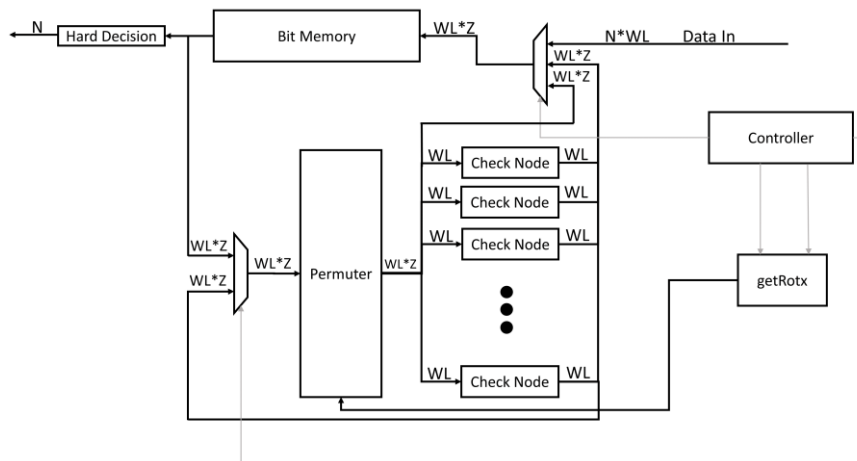 N
Hard Decision
Bit Memory
WL*Z
N*WL Data In
WL*Z
WL*Z
Controller
WL Check Node WL
WL Check Node WL
WL Check Node WL
WL*Z
WL*Z
WL*Z
Permuter
WL*Z
getRotx
WL Check Node WL